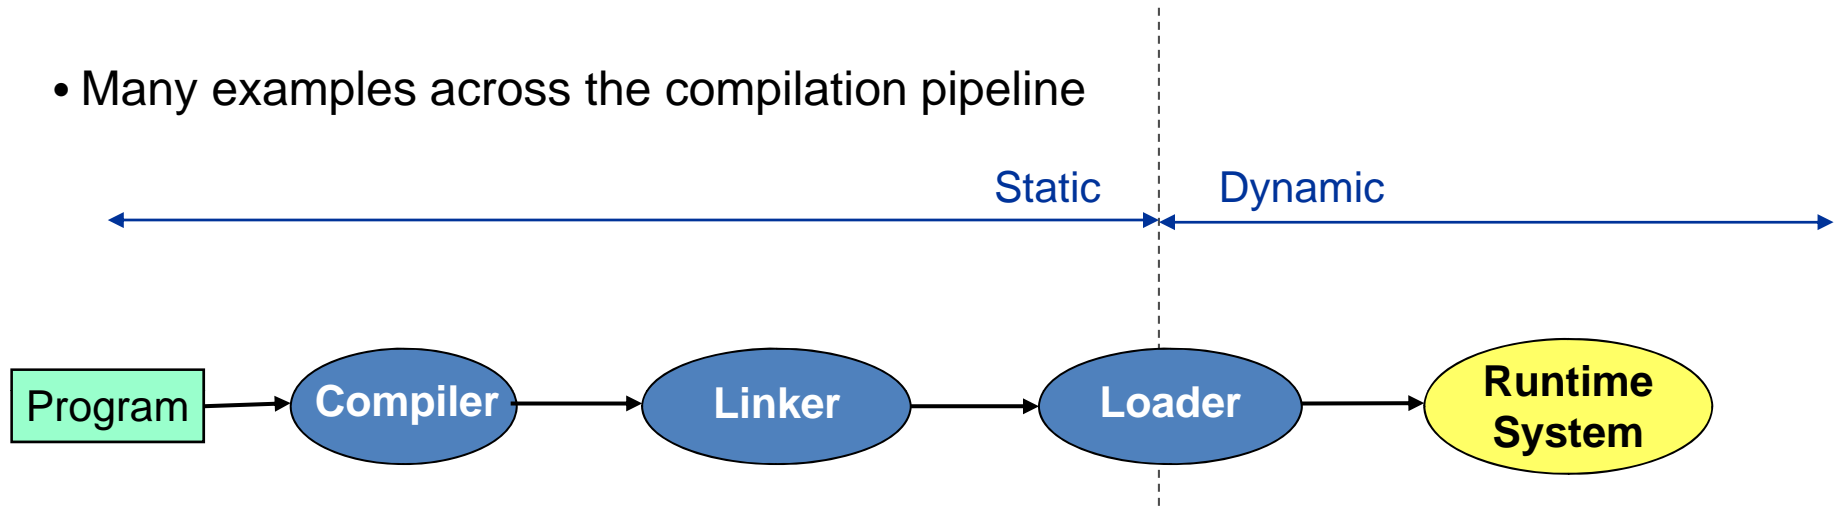 • Many examples across the compilation pipeline
Static
Dynamic
Program
Compiler
Linker
Loader
Runtime
System